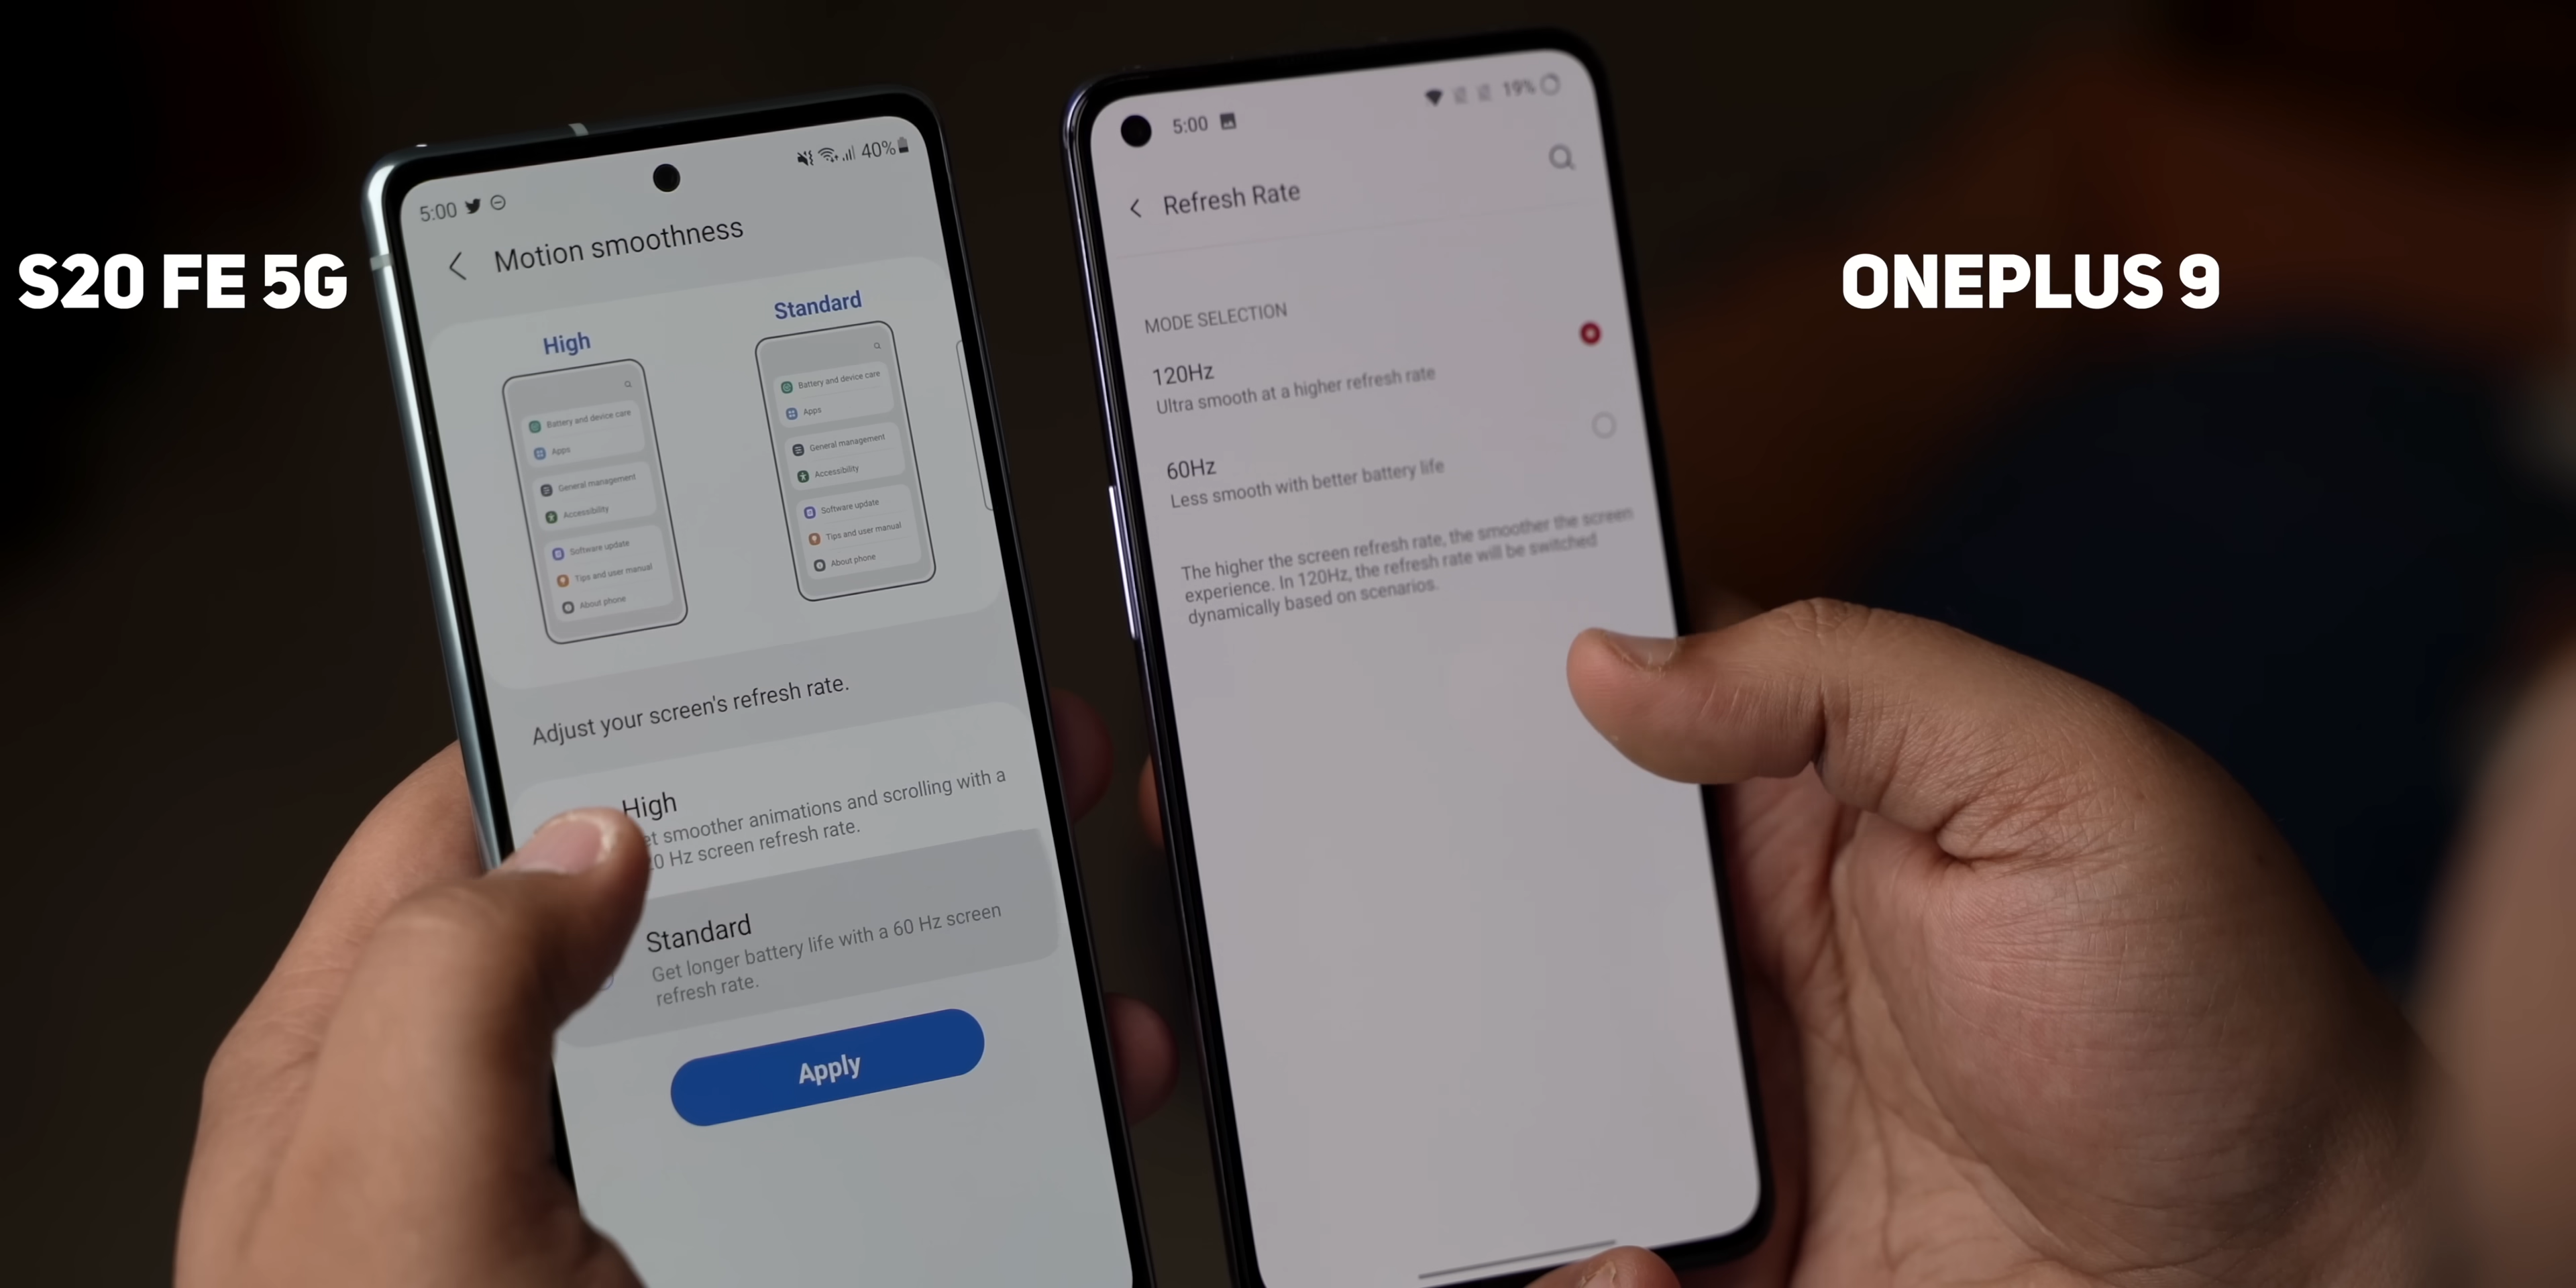 S20 FE 5G
5:00
40%
Motion smoothness
High
Battery and device care
Apps
General management
Accessibility
Software update
Tips and user manual
About phone
Standard
Battery and device care
Apps
General management
Accessibility
Software update
Tips and user manual
About phone
Adjust your screen's refresh rate.
High
et smoother animations and scrolling with a
0 Hz screen refresh rate.
Standard
Get longer battery life with a 60 Hz screen
refresh rate.
Apply
ONEPLUS 9
5:00
19%
Refresh Rate
MODE SELECTION
120Hz
Ultra smooth at a higher refresh rate
60Hz
Less smooth with better battery life
The higher the screen refresh rate, the smoother the screen
experience. In 120Hz, the refresh rate will be switched
dynamically based on scenarios.